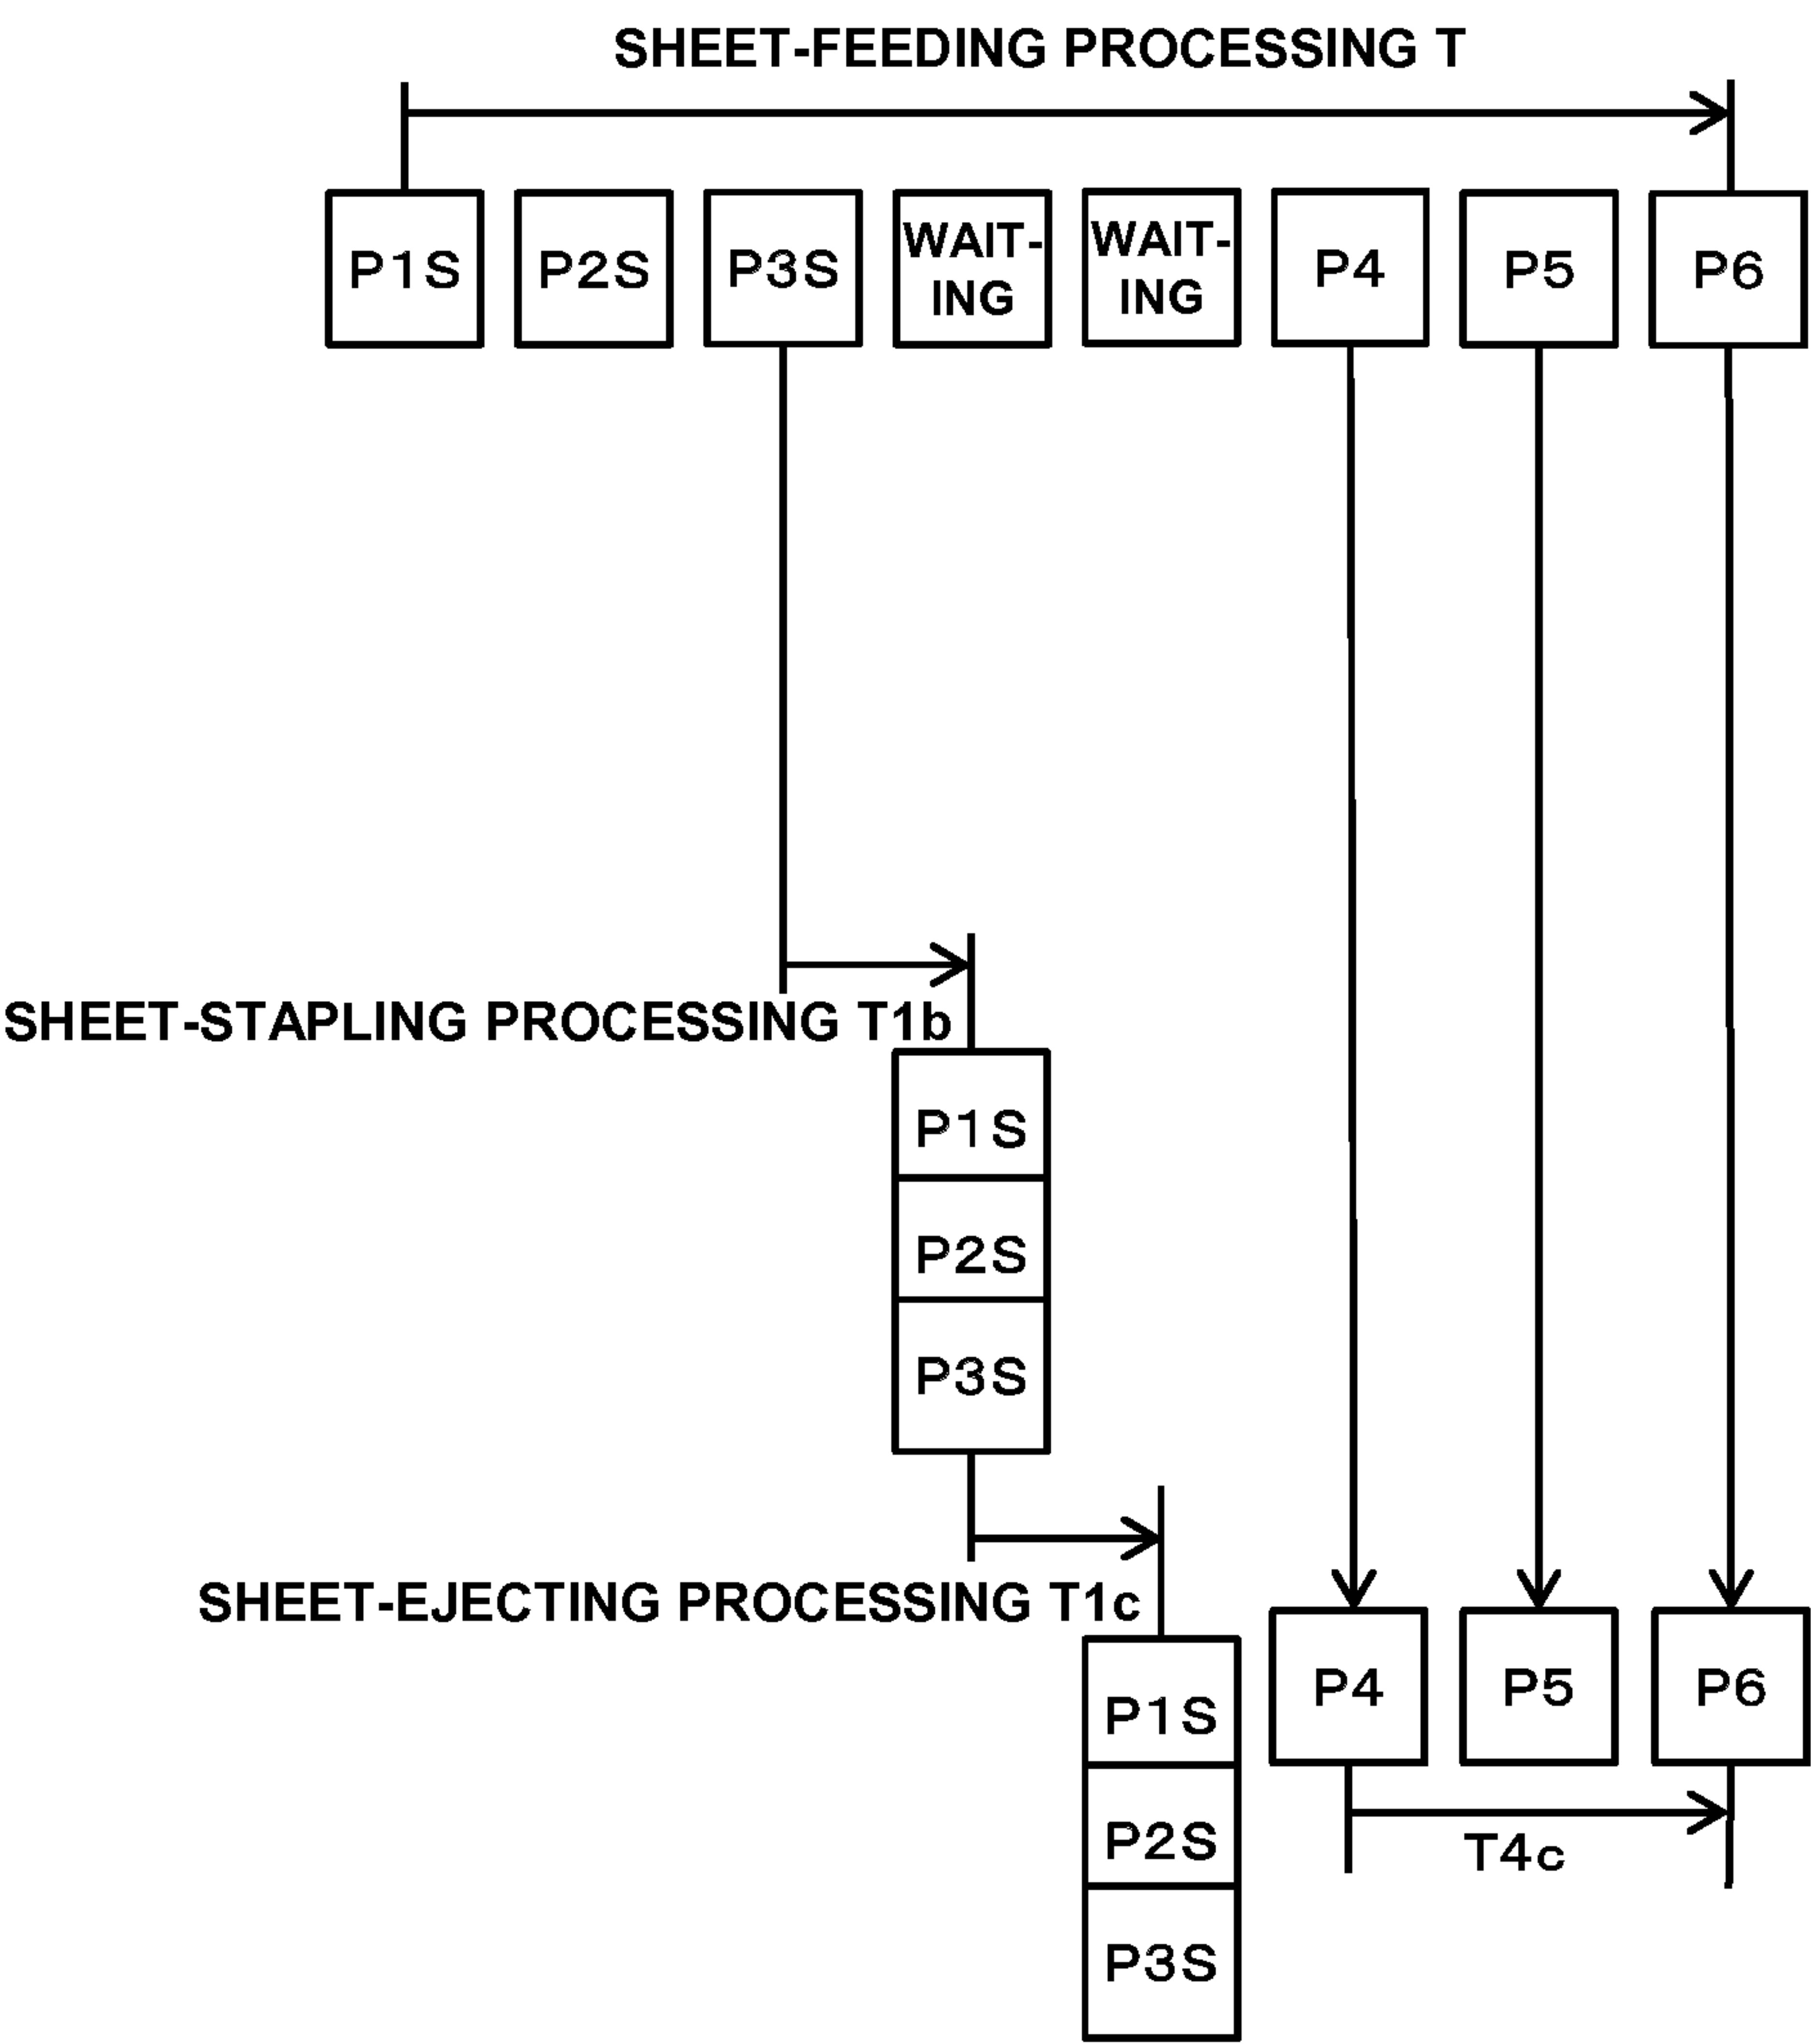 SHEET-FEEDING PROCESSING T
P1S P2S P3S WAIT- WAIT- P4 P5 P6
ING ING
SHEET-STAPLING PROCESSING T1b
P1S
P2S
P3S
SHEET-EJECTING PROCESSING T1c
P4 P5 P6
P1S
P2S
T4c
P3S